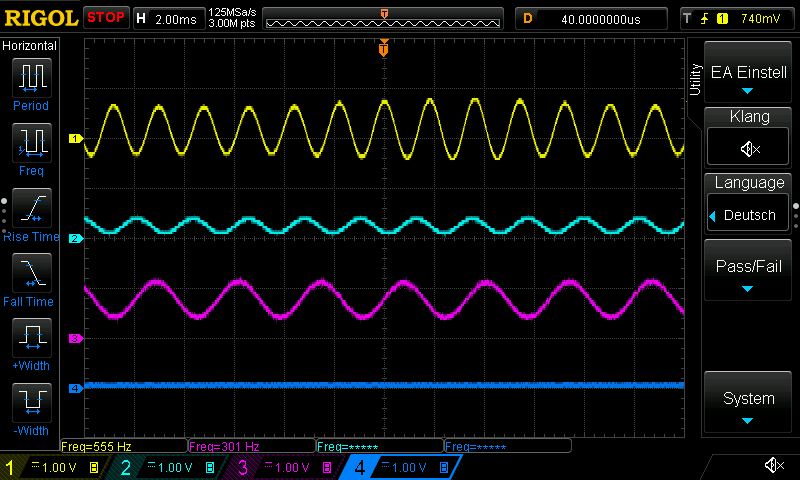 RIGOL STOP H 2.00ms 125MSa/s 3.00M pts T D 40.0000000us T 1 740mV
Horizontal
Period
Freq
Rise Time
Fall Time
+Width
-Width
T
1
2
3
4
Utility
EA Einstell
Klang
Language
Deutsch
Pass/Fail
System
Freq=555 Hz Freq=301 Hz Freq=***** Freq=*****
1 1.00 V B 2 1.00 V B 3 1.00 V B 4 1.00 V B